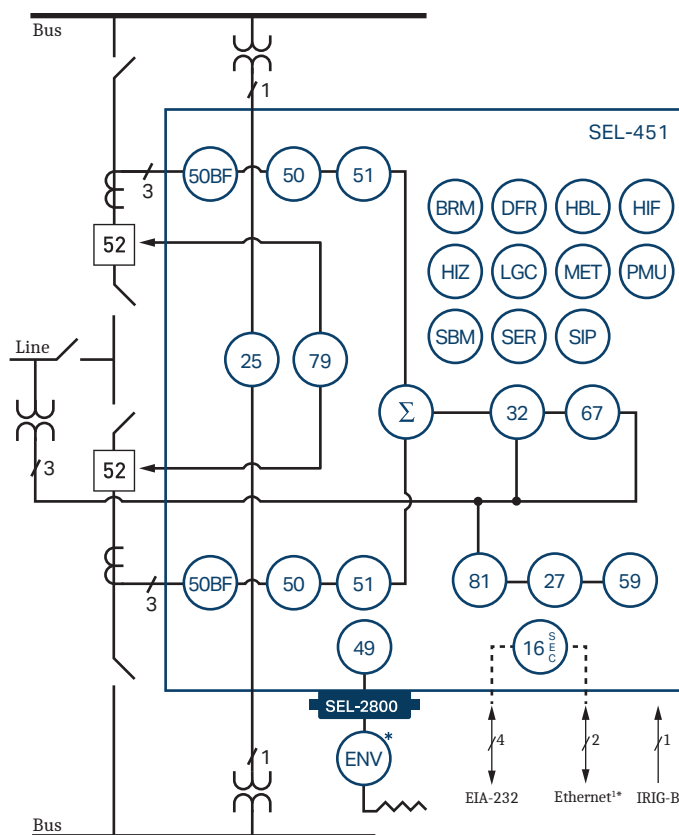 Bus
1
SEL-451
3
50BF
50
51
BRM
DFR
HBL
HIF
52
HIZ
LGC
MET
PMU
SBM
SER
SIP
Line
25
79
Σ
32
67
3
52
3
50BF
50
51
81
27
59
49
16 SEC
SEL-2800
1
ENV*
4
2
1
EIA-232
Ethernet¹*
IRIG-B
Bus